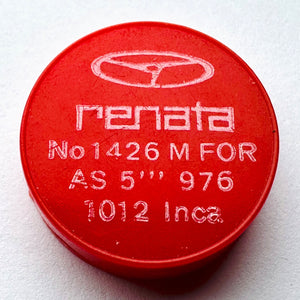 renata
No 1426 M FOR
AS 5''' 976
1012 Inca